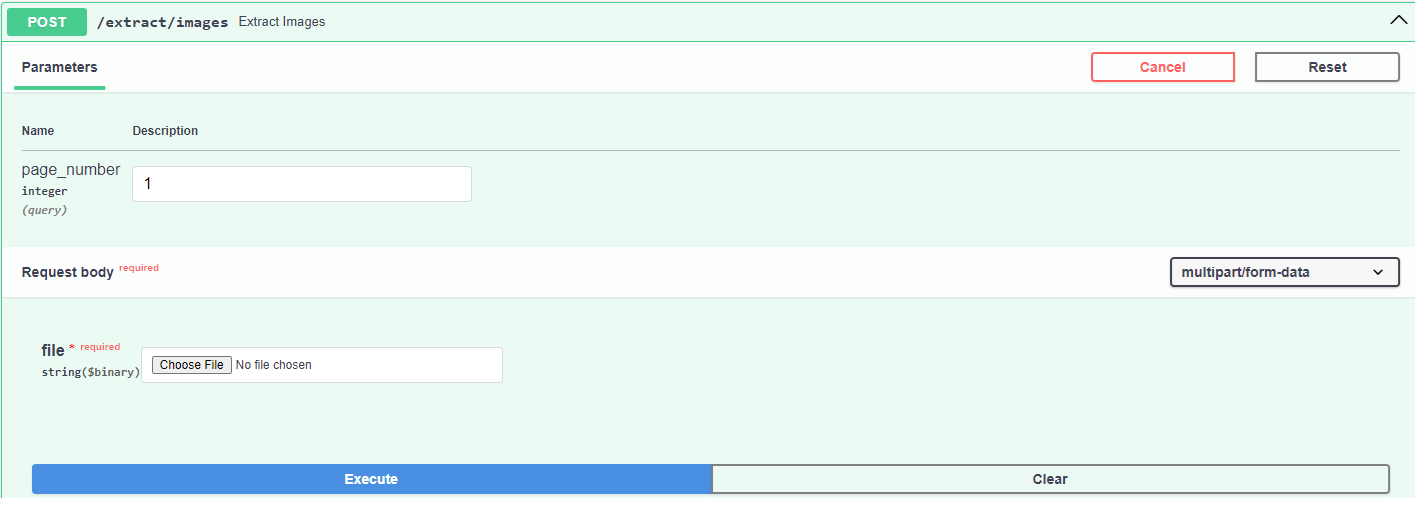 POST /extract/images Extract Images
Parameters Cancel Reset
Name Description
page_number 1
integer
(query)
Request body required multipart/form-data
file * required
string($binary) Choose File No file chosen
Execute Clear